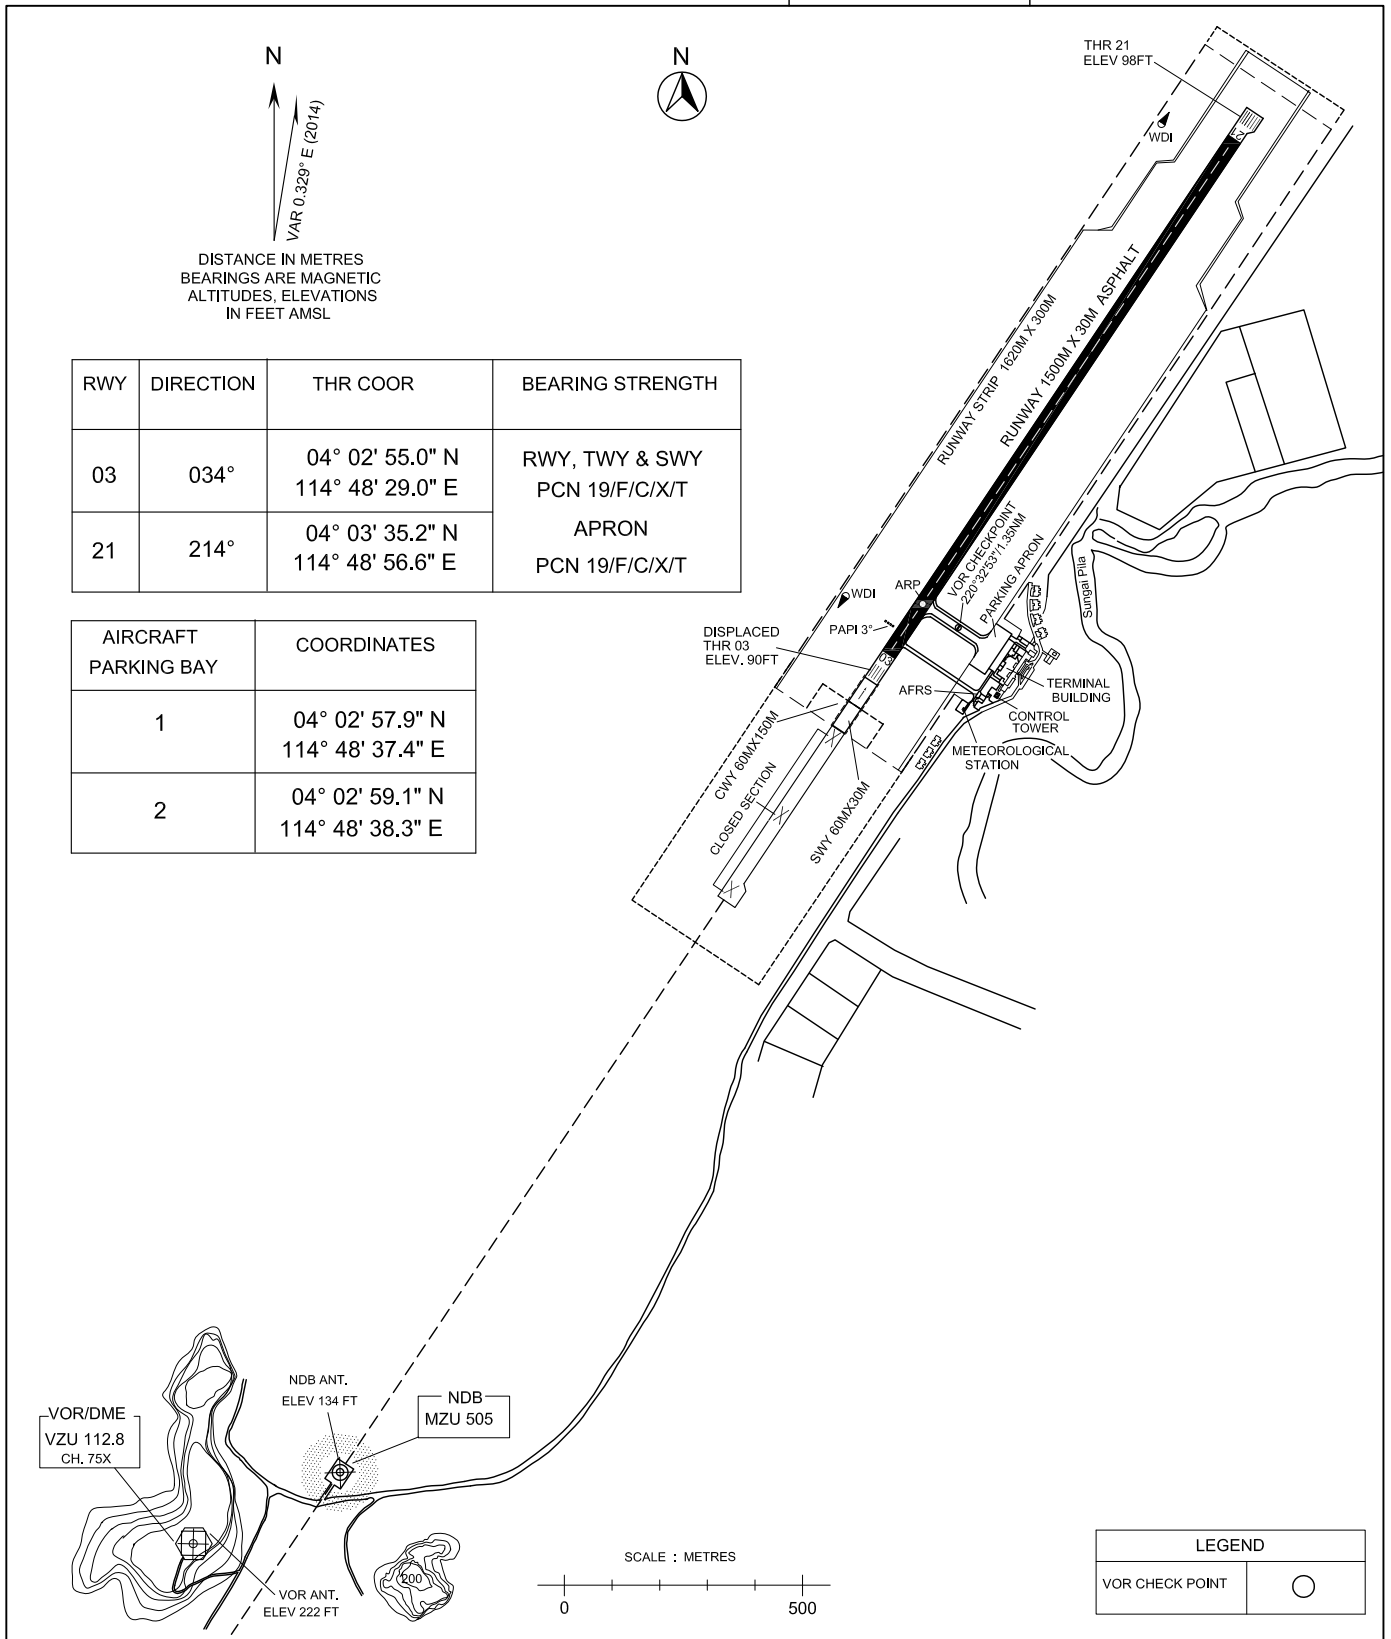 N
N
THR 21
ELEV 98FT
WDI
VAR 0.329° E (2014)
DISTANCE IN METRES
BEARINGS ARE MAGNETIC
ALTITUDES, ELEVATIONS
IN FEET AMSL
RUNWAY STRIP 1620M X 300M
RUNWAY 1500M X 30M ASPHALT
21
RWY DIRECTION THR COOR BEARING STRENGTH
03 034° 04° 02' 55.0" N
114° 48' 29.0" E
RWY, TWY & SWY
PCN 19/F/C/X/T
21 214° 04° 03' 35.2" N
114° 48' 56.6" E
APRON
PCN 19/F/C/X/T
AIRCRAFT
PARKING BAY
COORDINATES
1 04° 02' 57.9" N
114° 48' 37.4" E
2 04° 02' 59.1" N
114° 48' 38.3" E
VOR CHECKPOINT
220°32'53"/1.35NM
PARKING APRON
Sungai Pila
ARP
WDI
PAPI 3°
DISPLACED
THR 03
ELEV. 90FT
03
AFRS
TERMINAL
BUILDING
CONTROL
TOWER
METEOROLOGICAL
STATION
CWY 60MX150M
CLOSED SECTION
SWY 60MX30M
NDB ANT.
ELEV 134 FT
NDB
MZU 505
VOR/DME
VZU 112.8
CH. 75X
VOR ANT.
ELEV 222 FT
200
SCALE : METRES
0 500
LEGEND
VOR CHECK POINT